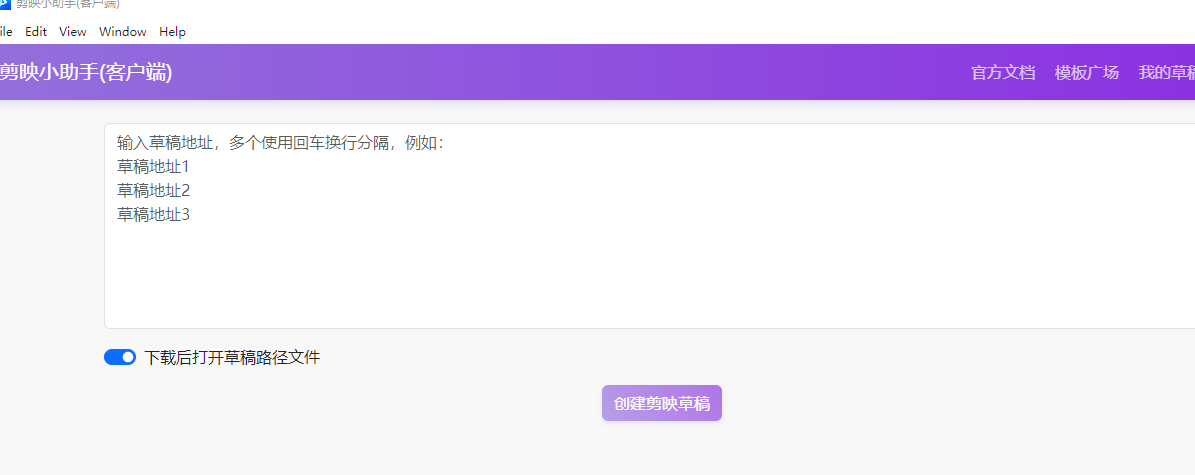 剪映小助手(客户端)
ile Edit View Window Help
剪映小助手(客户端)
官方文档 模板广场 我的草稿
输入草稿地址，多个使用回车换行分隔，例如：
草稿地址1
草稿地址2
草稿地址3
下载后打开草稿路径文件
创建剪映草稿